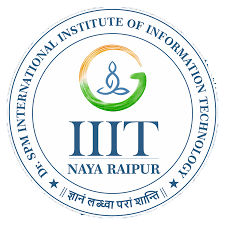 Dr. SPM INTERNATIONAL INSTITUTE OF INFORMATION TECHNOLOGY
IIIT
NAYA RAIPUR
॥ ज्ञानं लब्ध्वा परां शान्ति ॥